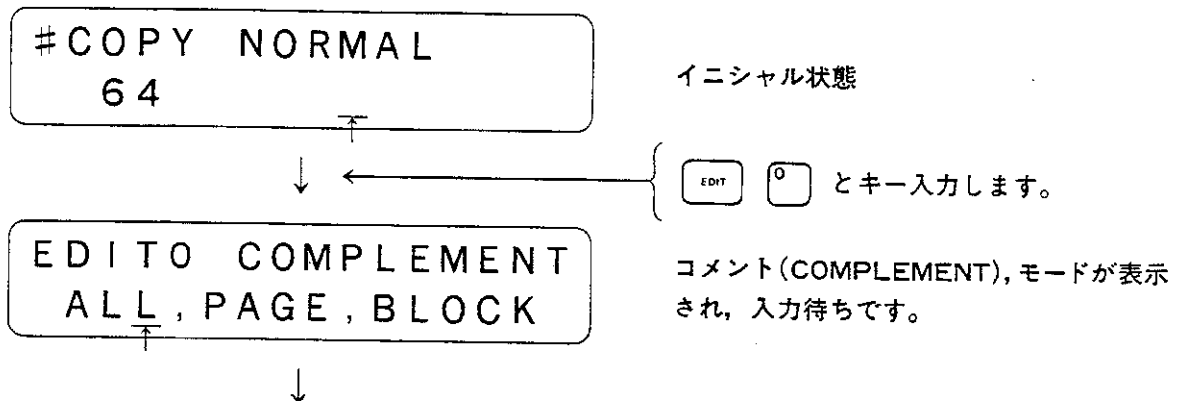 #COPY NORMAL
64
イニシャル状態
EDIT 0 とキー入力します。
EDIT0 COMPLEMENT
ALL,PAGE,BLOCK
コメント(COMPLEMENT),モードが表示
され,入力待ちです。